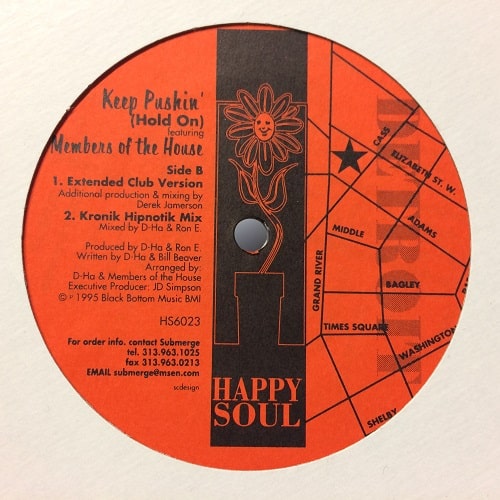 Keep Pushin'
(Hold On)
featuring
Members of the House
Side B
1. Extended Club Version
Additional production & mixing by
Derek Jamerson
2. Kronik Hipnotik Mix
Mixed by D-Ha & Ron E.
Produced by D-Ha & Ron E.
Written by D-Ha & Bill Beaver
Arranged by:
D-Ha & Members of the House
Executive Producer: JD Simpson
© ℗ 1995 Black Bottom Music BMI
HS6023
For order info. contact Submerge
tel. 313.963.1025
fax 313.963.0213
EMAIL submerge@msen.com
scdesign
HAPPY
SOUL
DETROIT
CASS
ELIZABETH ST. W.
ADAMS
MIDDLE
GRAND RIVER
BAGLEY
TIMES SQUARE
WASHINGTON
SHELBY